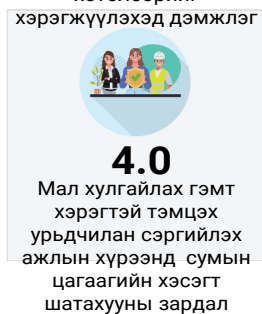 хэрэгжүүлэхэд дэмжлэг
4.0
Мал хулгайлах гэмт
хэрэгтэй тэмцэх
урьдчилан сэргийлэх
ажлын хүрээнд сумын
цагаагийн хэсэгт
шатахууны зардал